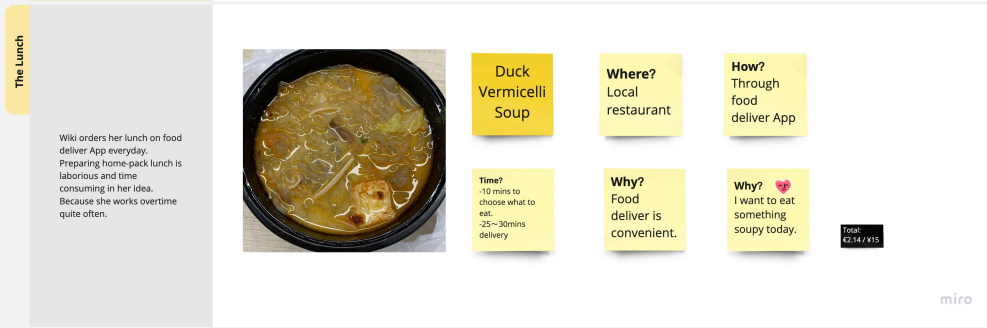 The Lunch
Wiki orders her lunch on food
deliver App everyday.
Preparing home-pack lunch is
laborious and time
consuming in her idea.
Because she works overtime
quite often.
Duck
Vermicelli
Soup
Where?
Local
restaurant
How?
Through
food
deliver App
Time?
-10 mins to
choose what to
eat.
-25～30mins
delivery
Why?
Food
deliver is
convenient.
Why?
I want to eat
something
soupy today.
Total:
€2.14 / ¥15
miro